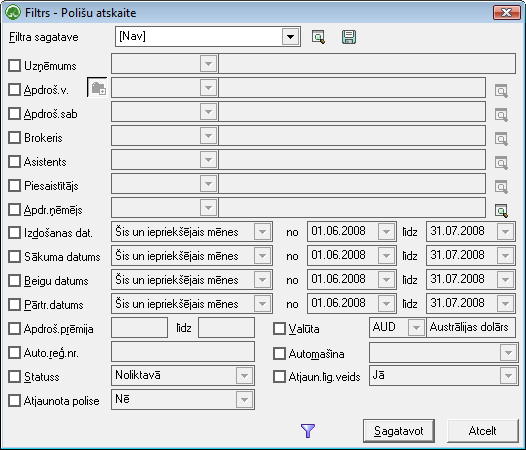 Filtrs - Polišu atskaite
Filtra sagatave [Nav]
Uzņēmums
Apdroš.v.
Apdroš.sab
Brokeris
Asistents
Piesaistītājs
Apdr.ņēmējs
Izdošanas dat. Šis un iepriekšējais mēnes no 01.06.2008 līdz 31.07.2008
Sākuma datums Šis un iepriekšējais mēnes no 01.06.2008 līdz 31.07.2008
Beigu datums Šis un iepriekšējais mēnes no 01.06.2008 līdz 31.07.2008
Pārtr.datums Šis un iepriekšējais mēnes no 01.06.2008 līdz 31.07.2008
Apdroš.prēmija līdz Valūta AUD Austrālijas dolārs
Auto.reģ.nr. Automašīna
Statuss Noliktavā Atjaun.līg.veids Jā
Atjaunota polise Nē
Sagatavot Atcelt